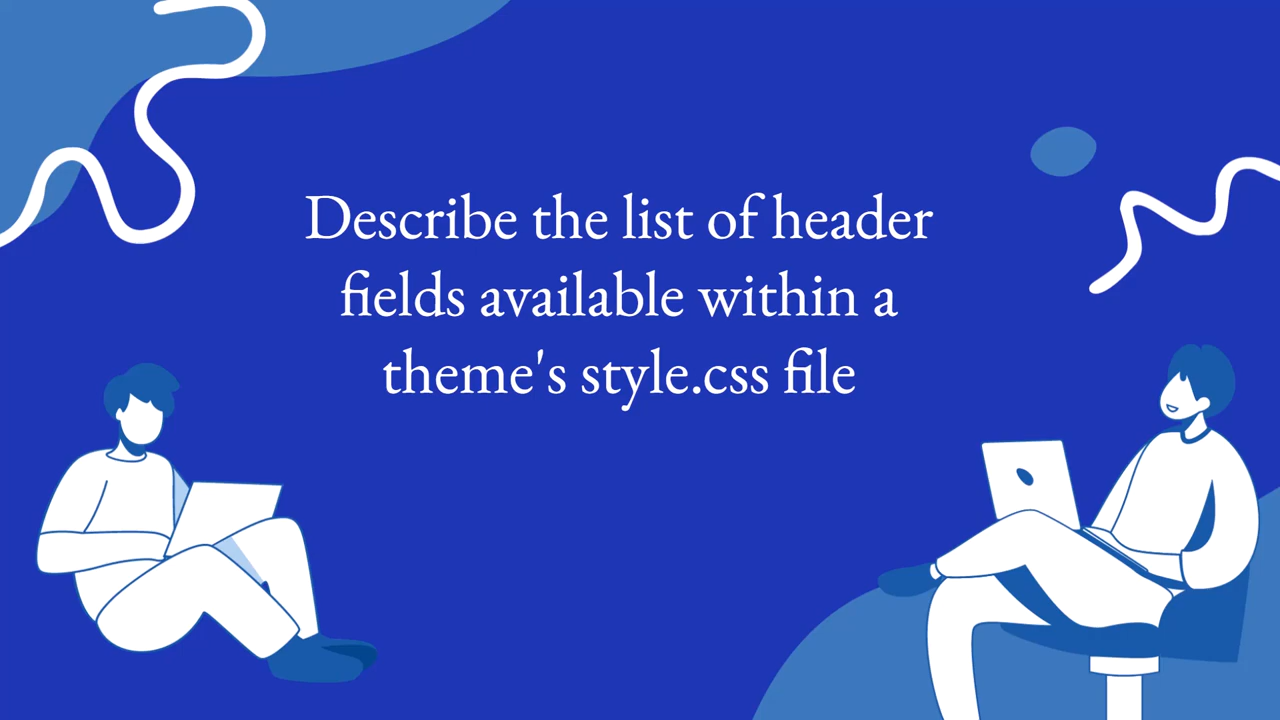 Describe the list of header
fields available within a
theme's style.css file